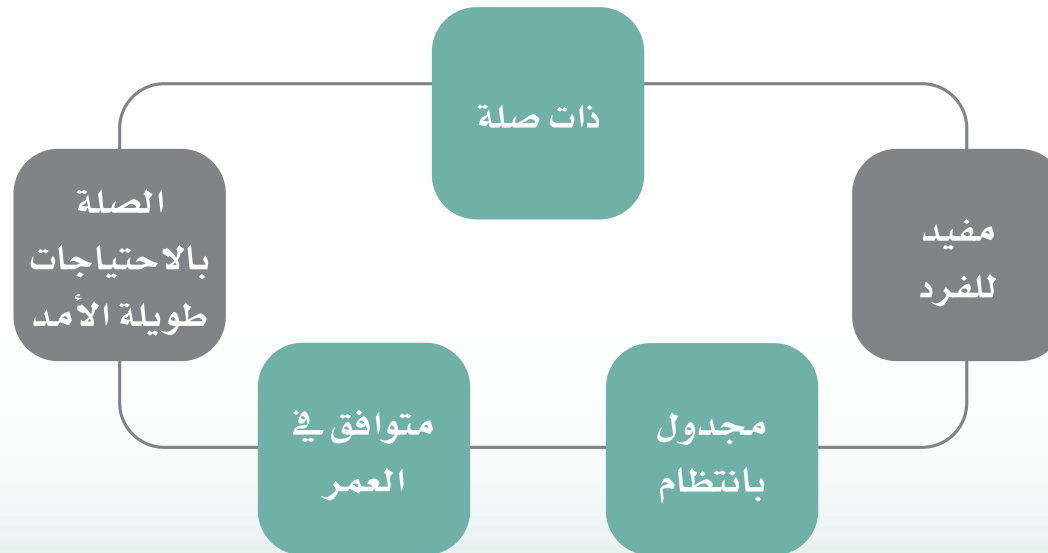 ذات صلة
مفيد
للفرد
مجدول
بانتظام
متوافق في
العمر
الصلة
بالاحتياجات
طويلة الأمد